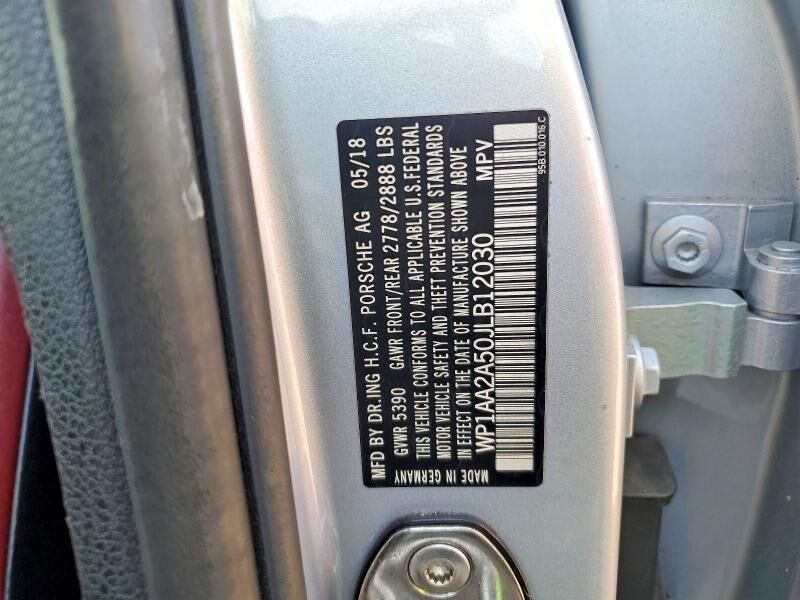 MFD BY DR.ING H.C.F. PORSCHE AG 05/18
GVWR 5390 GAWR FRONT/REAR 2778/2888 LBS
THIS VEHICLE CONFORMS TO ALL APPLICABLE U.S.FEDERAL
MOTOR VEHICLE SAFETY AND THEFT PREVENTION STANDARDS
IN EFFECT ON THE DATE OF MANUFACTURE SHOWN ABOVE
WP1AA2A50JLB12030 MPV
MADE IN GERMANY
95B.010.016.C